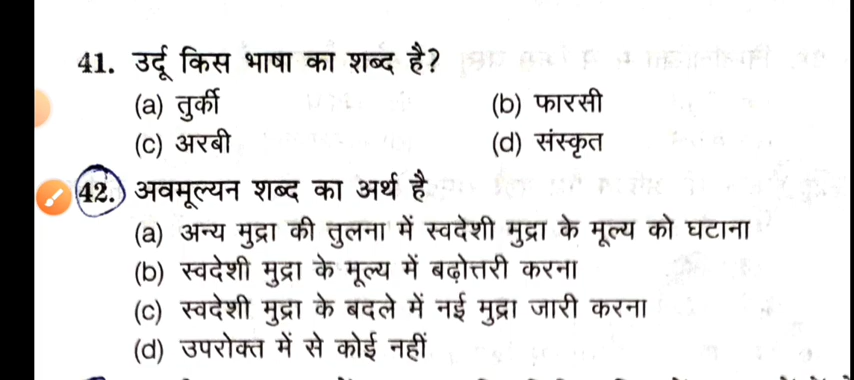 41. उर्दू किस भाषा का शब्द है?
(a) तुर्की (b) फारसी
(c) अरबी (d) संस्कृत
42. अवमूल्यन शब्द का अर्थ है
(a) अन्य मुद्रा की तुलना में स्वदेशी मुद्रा के मूल्य को घटाना
(b) स्वदेशी मुद्रा के मूल्य में बढ़ोत्तरी करना
(c) स्वदेशी मुद्रा के बदले में नई मुद्रा जारी करना
(d) उपरोक्त में से कोई नहीं